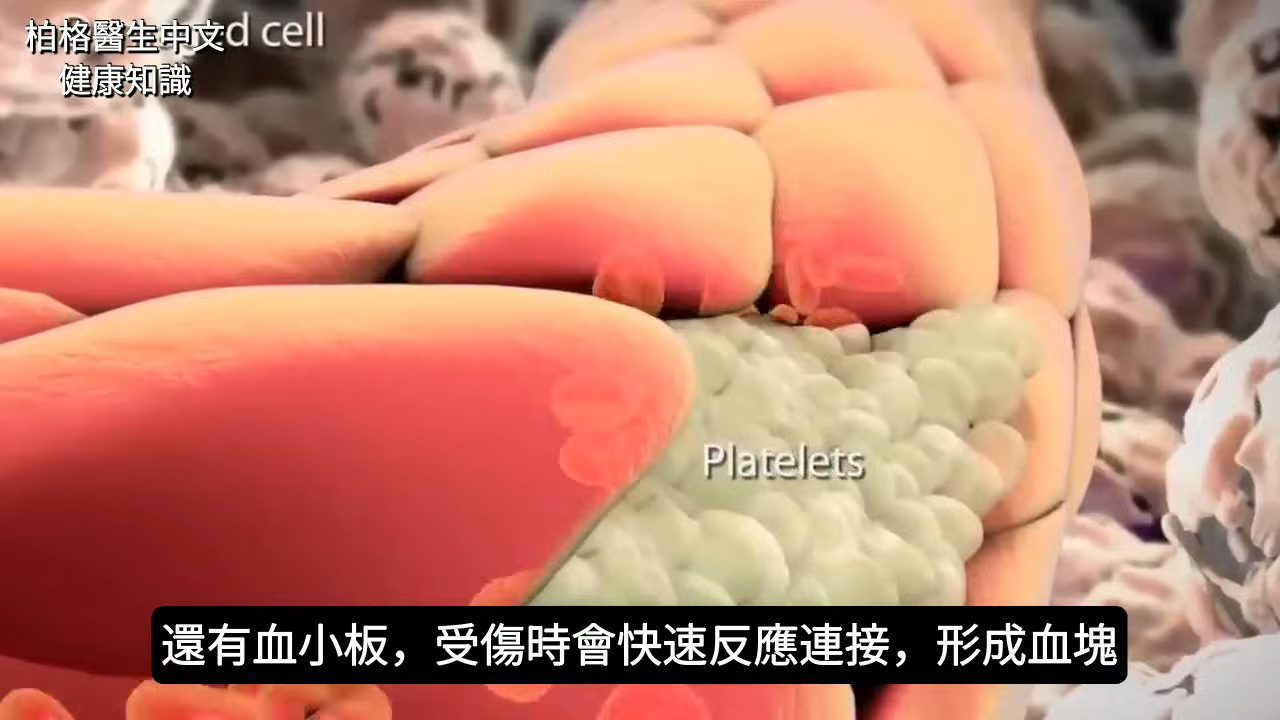 柏格醫生中文
健康知識
cell
Platelets
還有血小板，受傷時會快速反應連接，形成血塊